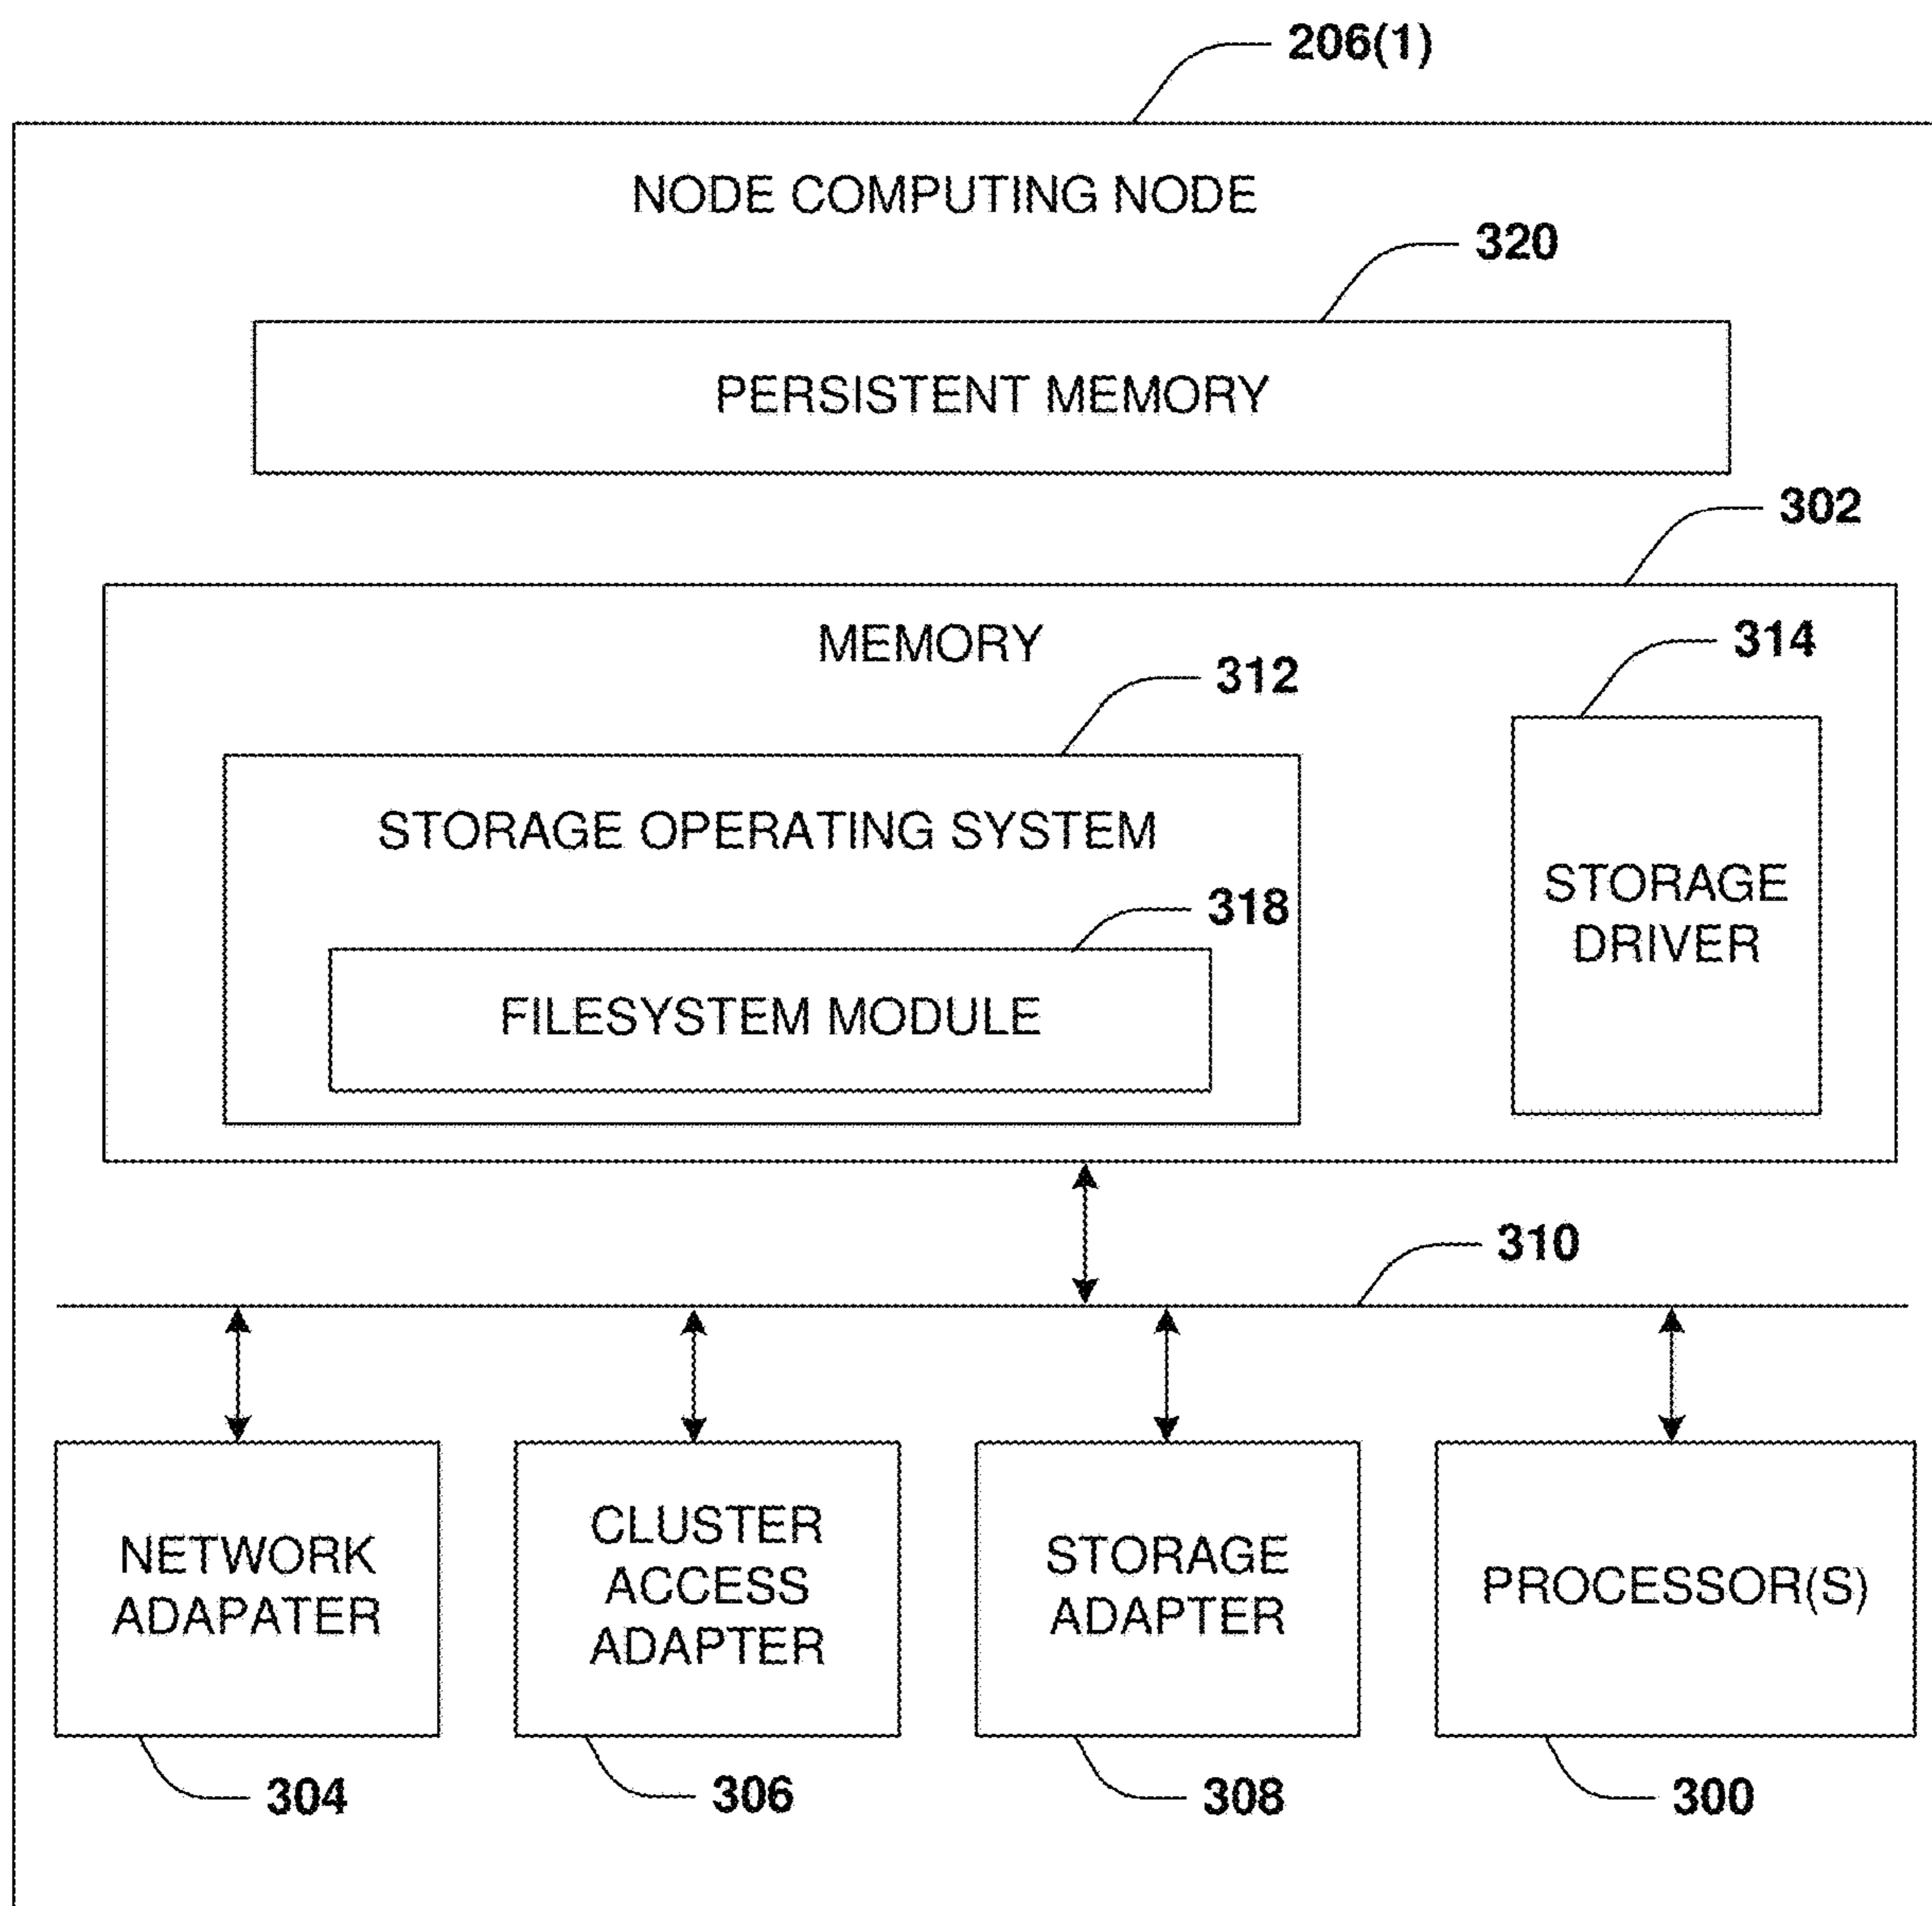 206(1)
NODE COMPUTING NODE
320
PERSISTENT MEMORY
302
MEMORY
314
312
STORAGE OPERATING SYSTEM
STORAGE
DRIVER
318
FILESYSTEM MODULE
310
NETWORK
ADAPATER
CLUSTER
ACCESS
ADAPTER
STORAGE
ADAPTER
PROCESSOR(S)
304
306
308
300